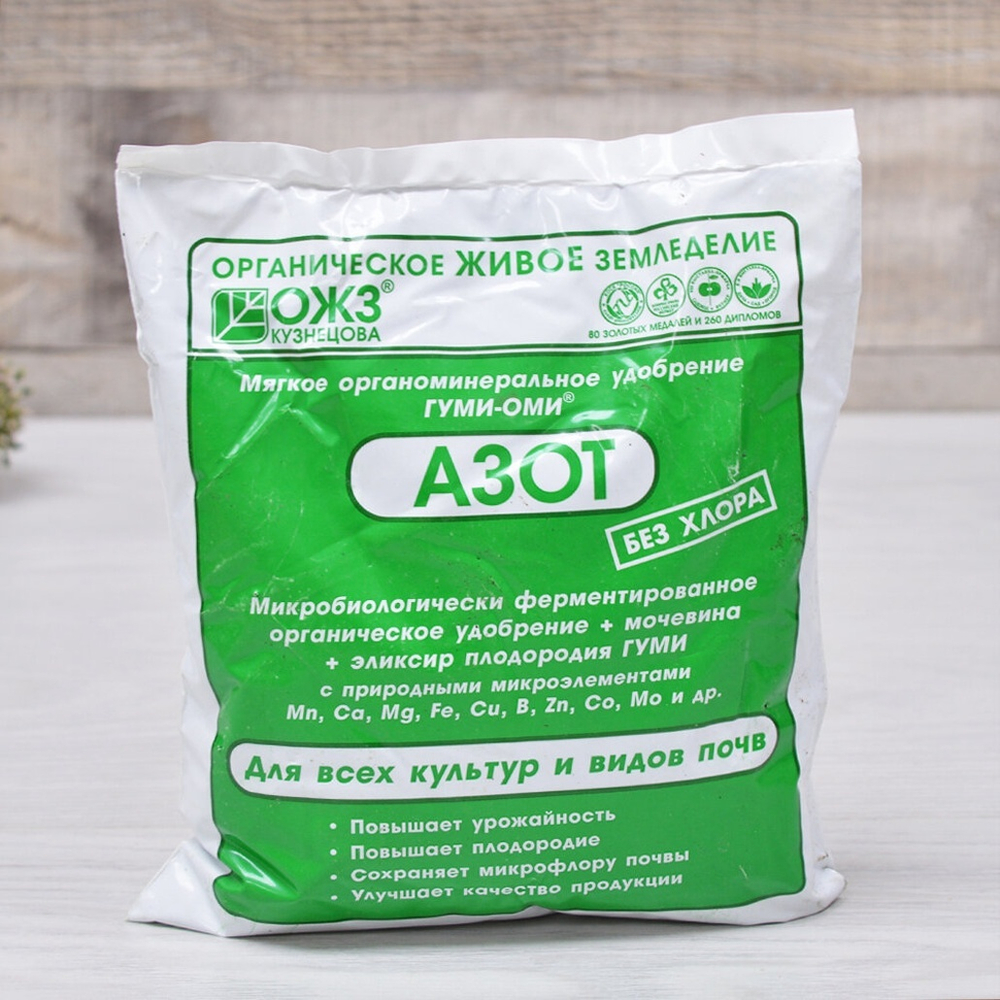 ОРГАНИЧЕСКОЕ ЖИВОЕ ЗЕМЛЕДЕЛИЕ
ОЖЗ®
КУЗНЕЦОВА
80 ЗОЛОТЫХ МЕДАЛЕЙ И 260 ДИПЛОМОВ
Мягкое органоминеральное удобрение
ГУМИ-ОМИ®
АЗОТ
БЕЗ ХЛОРА
Микробиологически ферментированное
органическое удобрение + мочевина
+ эликсир плодородия ГУМИ
с природными микроэлементами
Mn, Ca, Mg, Fe, Cu, B, Zn, Co, Mo и др.
Для всех культур и видов почв
• Повышает урожайность
• Повышает плодородие
• Сохраняет микрофлору почвы
• Улучшает качество продукции